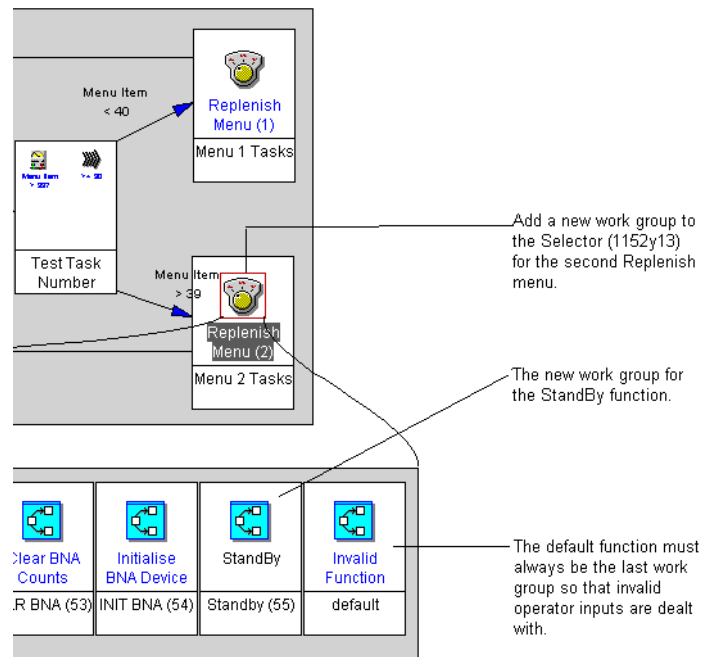 Replenish
Menu (1)
Menu 1 Tasks
Menu Item
< 40
Menu Item
Test Task
Number
Menu Item
> 39
Replenish
Menu (2)
Menu 2 Tasks
Add a new work group to
the Selector (1152y13)
for the second Replenish
menu.
The new work group for
the StandBy function.
Clear BNA
Counts
R BNA (53)
Initialise
BNA Device
INIT BNA (54)
StandBy
Standby (55)
Invalid
Function
default
The default function must
always be the last work
group so that invalid
operator inputs are dealt
with.